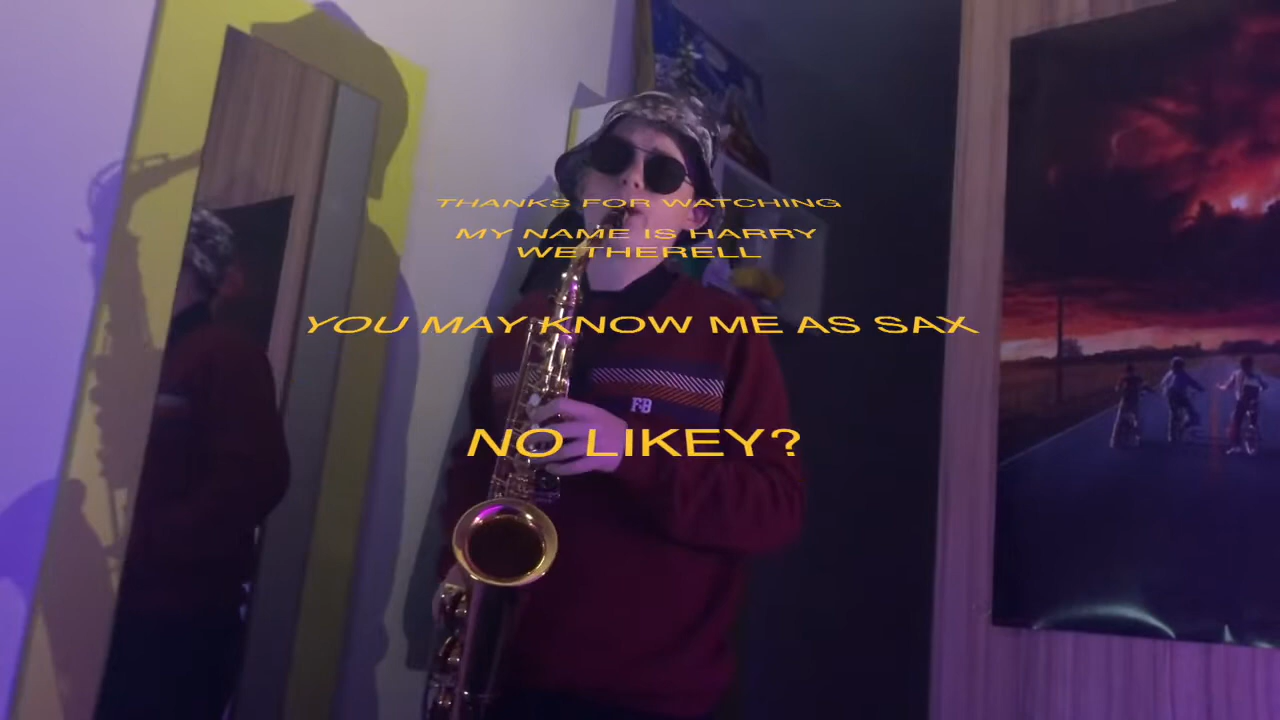 THANKS FOR WATCHING
MY NAME IS HARRY
WETHERELL
YOU MAY KNOW ME AS SAX
NO LIKEY?